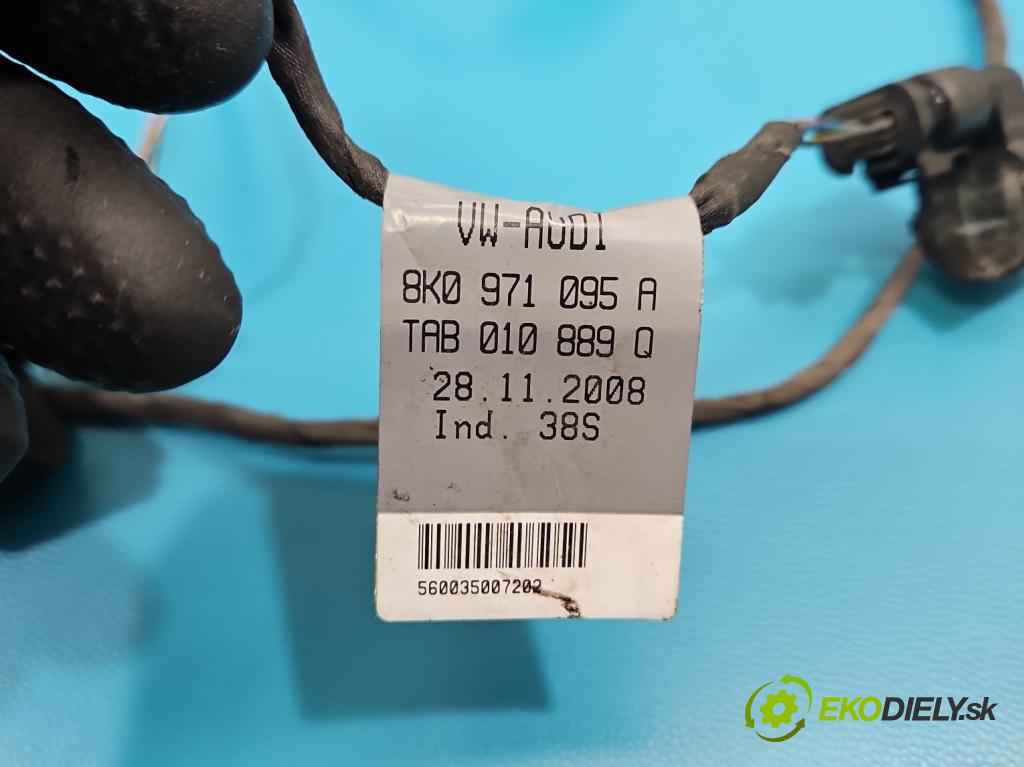 VW-AUDI
8K0 971 095 A
TAB 010 889 Q
28.11.2008
Ind. 38S
560035007202
EKODIELY.sk